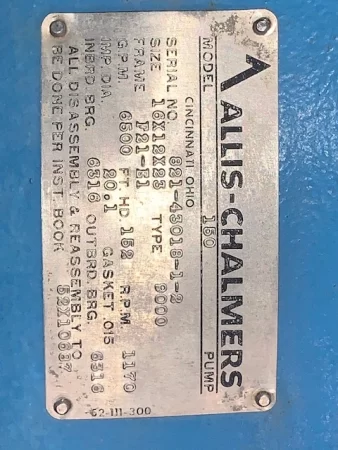 ALLIS-CHALMERS
MODEL 150 PUMP
CINCINNATI OHIO
SERIAL NO. 821-43018-1-2
SIZE 16X12X23 TYPE 9000
FRAME F21-E1
G.P.M. 6500 FT.HD. 152 R.P.M. 1170
IMP. DIA. 20.1 GASKET .015
INBRD. BRG. 6316 OUTBRD. BRG. 6316
ALL DISASSEMBLY & REASSEMBLY TO
BE DONE PER INST. BOOK
62-111-300